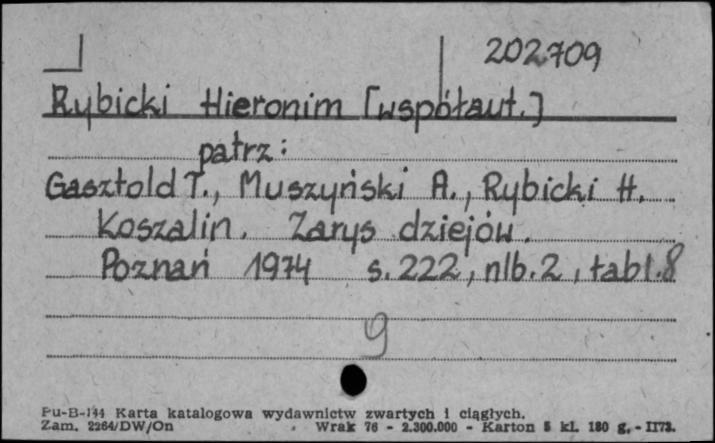 202709
Rybicki Hieronim [współaut.]
patrz:
Gasztold T., Muszyński A., Rybicki H.
Koszalin. Zarys dziejów.
Poznań 1974 s. 222, nlb. 2, tabl. 8
9
Pu-B-144 Karta katalogowa wydawnictw zwartych i ciągłych.
Zam. 2264/DW/On Wrak 76 - 2.300.000 - Karton 5 kl. 180 g. - II73.